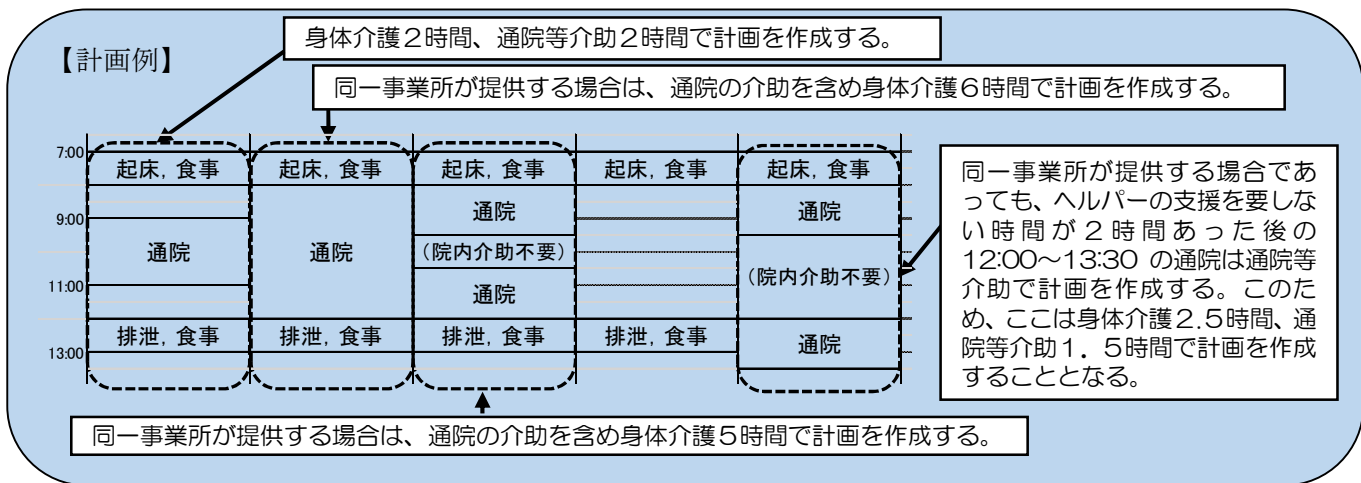 身体介護2時間、通院等介助2時間で計画を作成する。
【計画例】
同一事業所が提供する場合は、通院の介助を含め身体介護6時間で計画を作成する。
7:00
起床,食事 起床,食事 起床,食事 起床,食事 起床,食事
通院 通院
9:00
通院 通院 (院内介助不要) (院内介助不要)
11:00
通院
排泄,食事 排泄,食事 排泄,食事 排泄,食事 通院
13:00
同一事業所が提供する場合であ
っても、ヘルパーの支援を要しな
い時間が2時間あった後の
12:00~13:30 の通院は通院等
介助で計画を作成する。このた
め、ここは身体介護2.5時間、通
院等介助1.5時間で計画を作成
することとなる。
同一事業所が提供する場合は、通院の介助を含め身体介護5時間で計画を作成する。